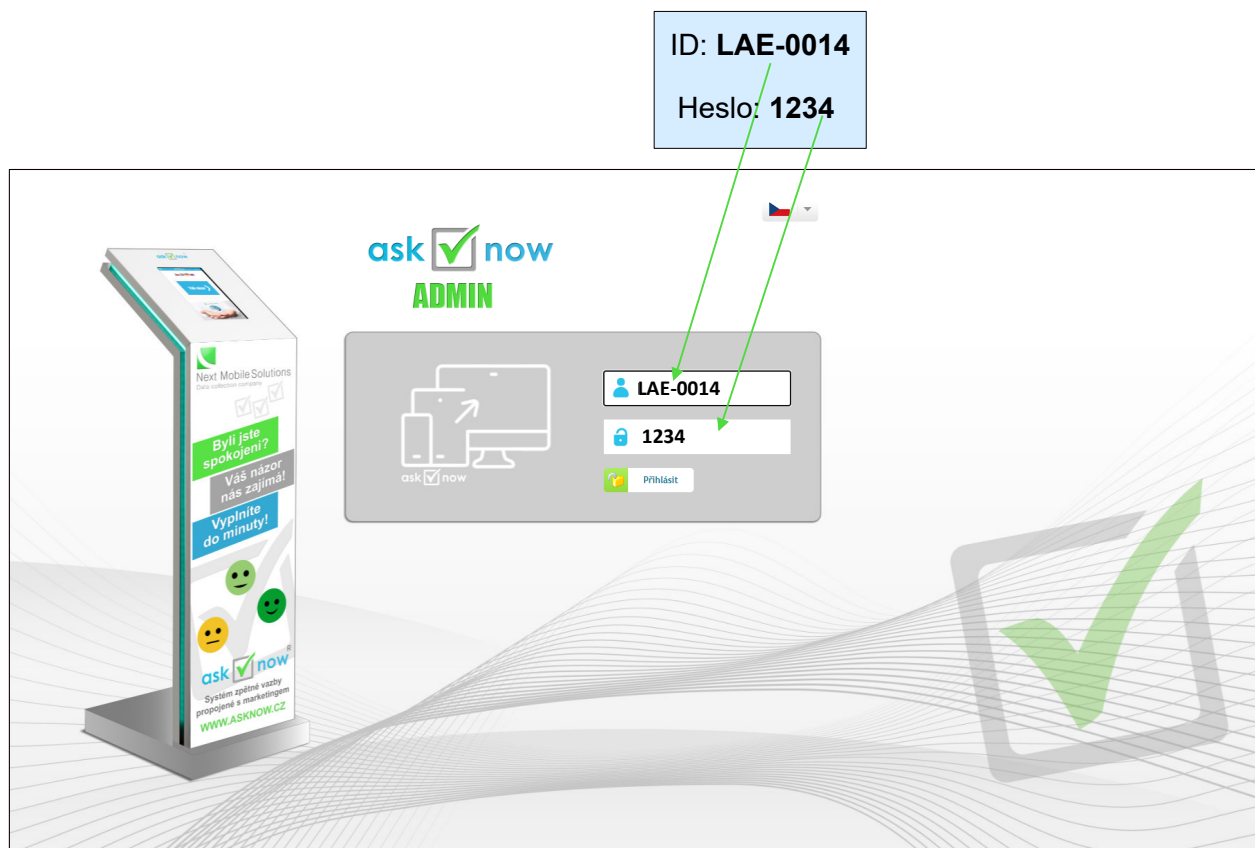 ID: LAE-0014
Heslo: 1234
ask now
ADMIN
LAE-0014
1234
Přihlásit
ask now
ask now
Next Mobile Solutions
Data collection company
Byli jste
spokojeni?
Váš názor
nás zajímá!
Vyplníte
do minuty!
ask now ®
Systém zpětné vazby
propojené s marketingem
WWW.ASKNOW.CZ